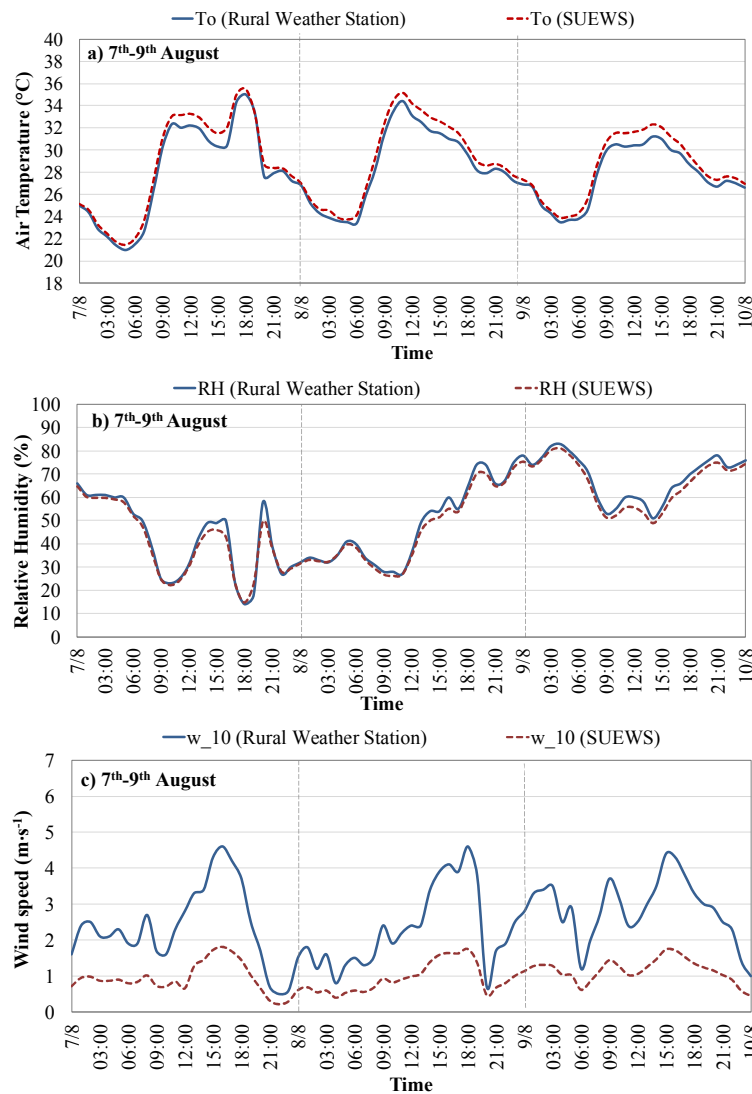 To (Rural Weather Station) To (SUEWS)
a) 7th-9th August
Air Temperature (°C)
40
38
36
34
32
30
28
26
24
22
20
18
7/8 03:00 06:00 09:00 12:00 15:00 18:00 21:00 8/8 03:00 06:00 09:00 12:00 15:00 18:00 21:00 9/8 03:00 06:00 09:00 12:00 15:00 18:00 21:00 10/8
Time
RH (Rural Weather Station) RH (SUEWS)
b) 7th-9th August
Relative Humidity (%)
100
90
80
70
60
50
40
30
20
10
0
7/8 03:00 06:00 09:00 12:00 15:00 18:00 21:00 8/8 03:00 06:00 09:00 12:00 15:00 18:00 21:00 9/8 03:00 06:00 09:00 12:00 15:00 18:00 21:00 10/8
Time
w_10 (Rural Weather Station) w_10 (SUEWS)
c) 7th-9th August
Wind speed (m·s-1)
7
6
5
4
3
2
1
0
7/8 03:00 06:00 09:00 12:00 15:00 18:00 21:00 8/8 03:00 06:00 09:00 12:00 15:00 18:00 21:00 9/8 03:00 06:00 09:00 12:00 15:00 18:00 21:00 10/8
Time